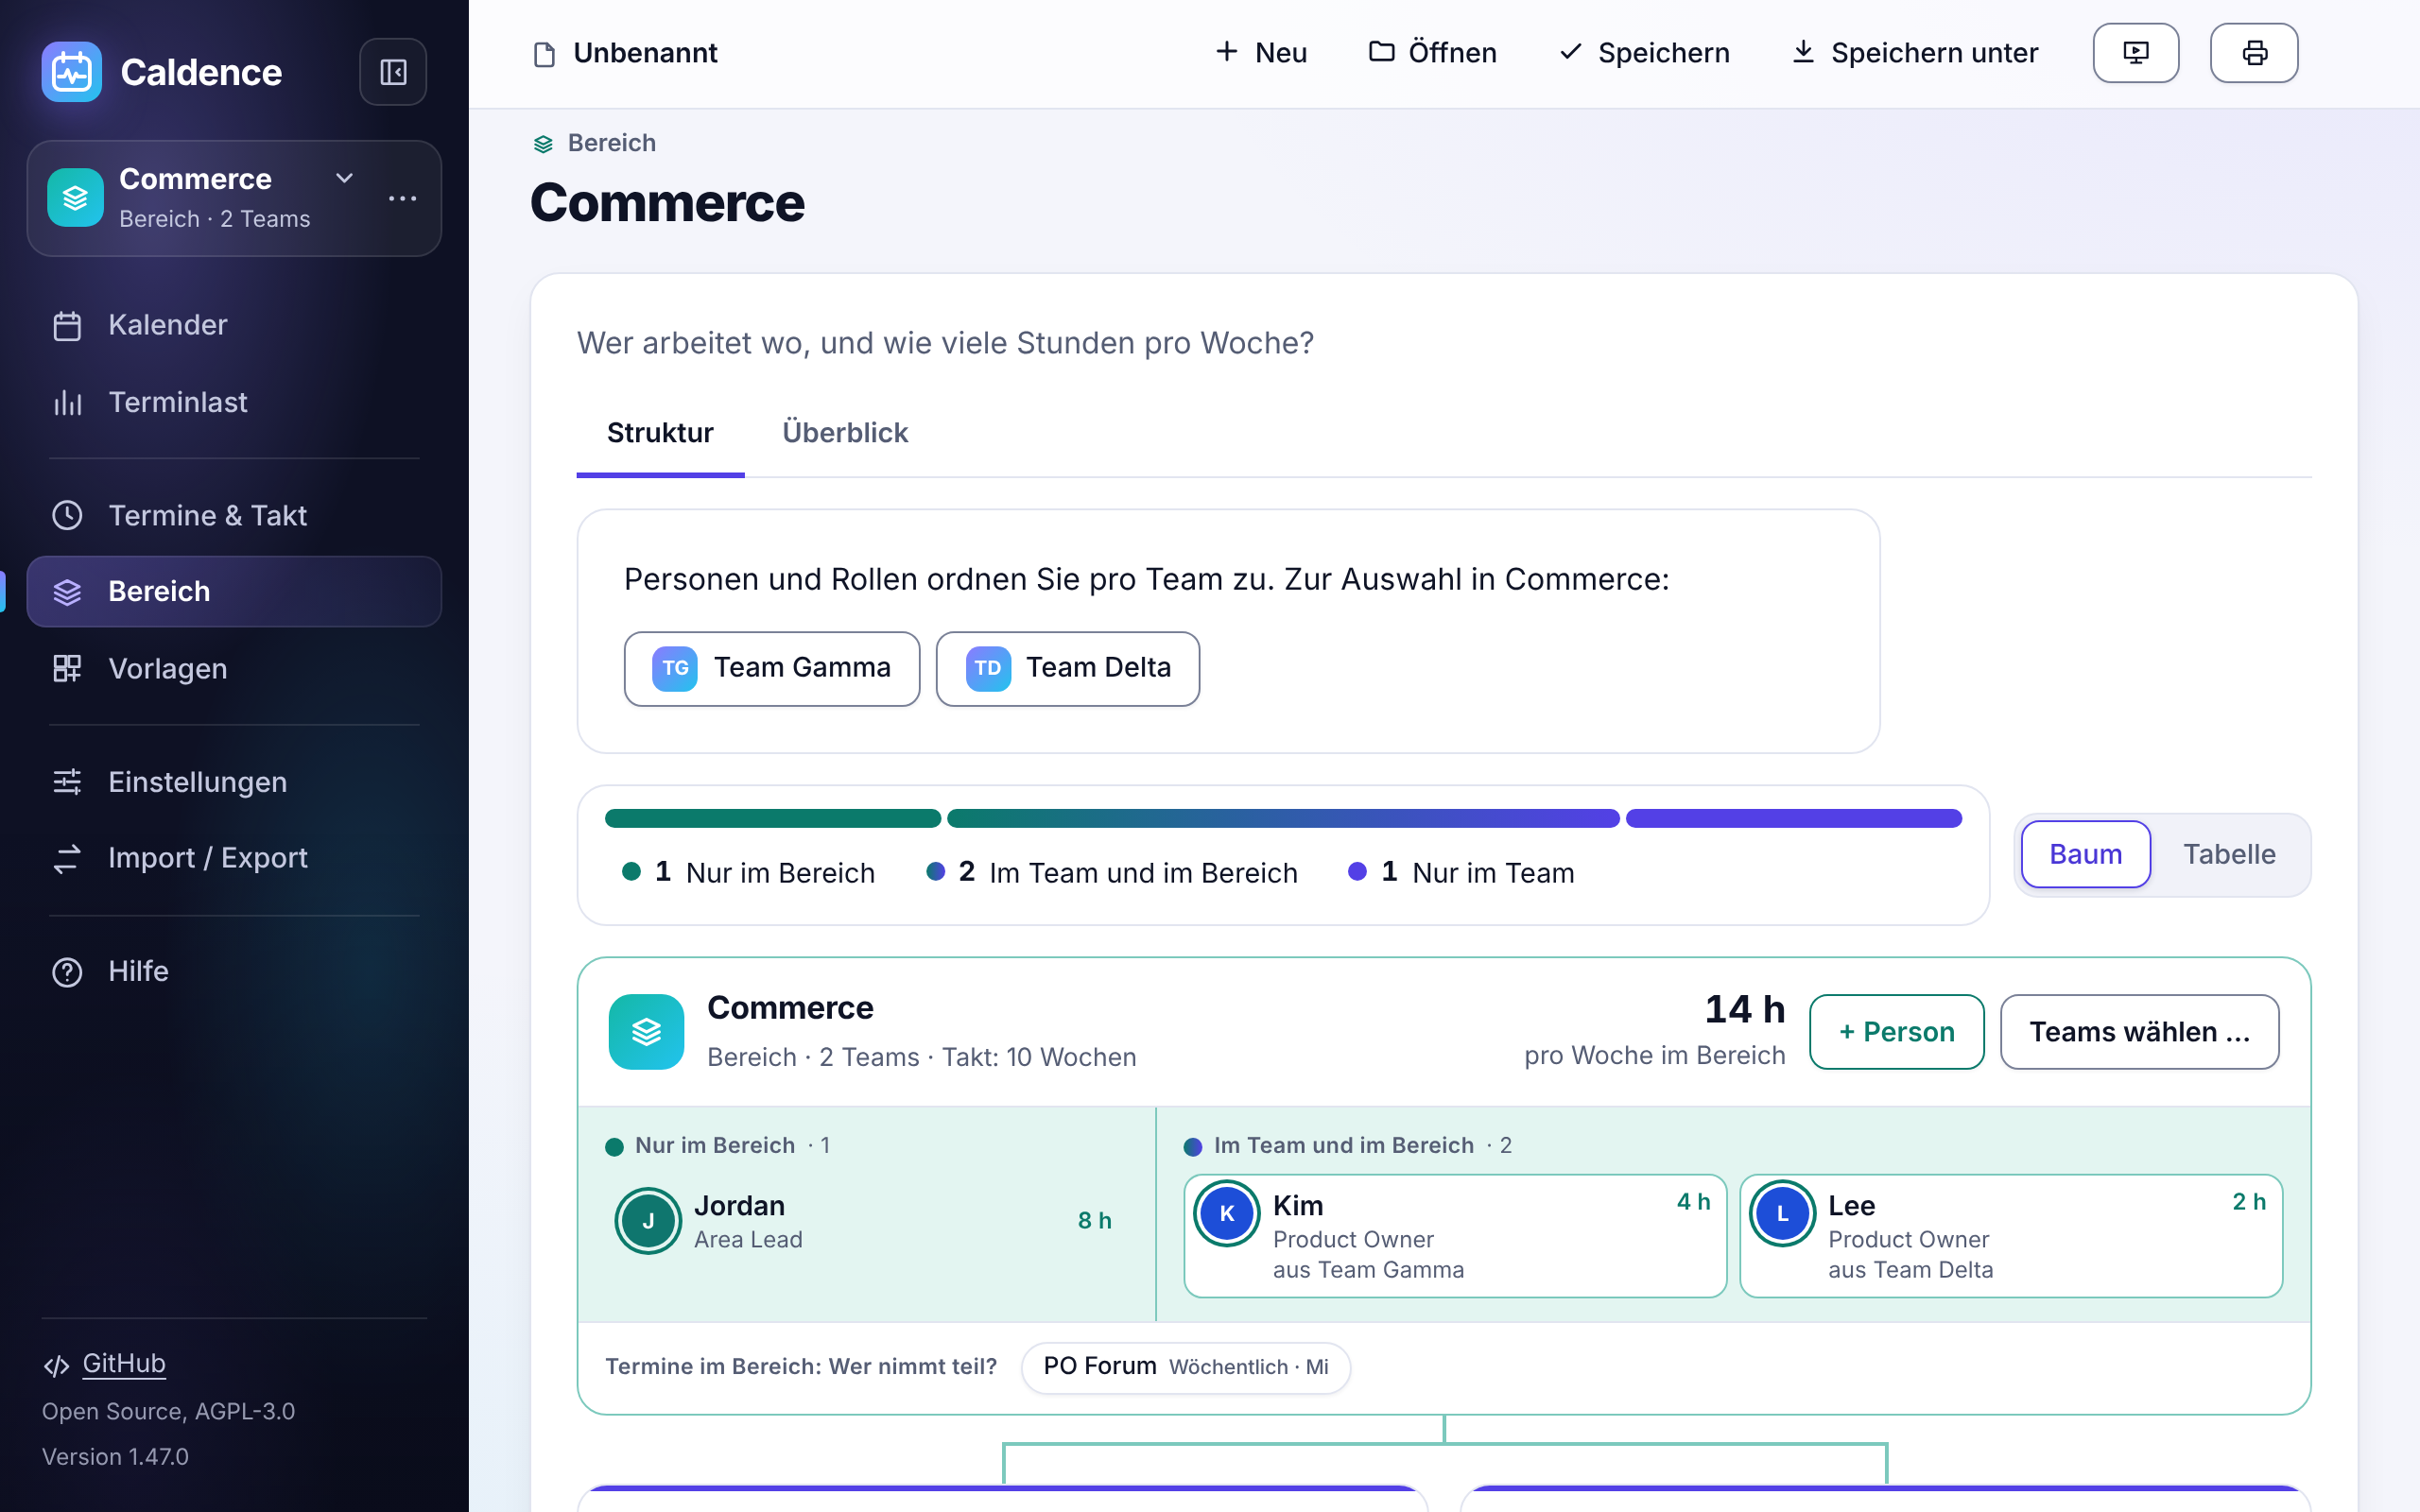 Caldence
Commerce
Bereich · 2 Teams
Kalender
Terminlast
Termine & Takt
Bereich
Vorlagen
Einstellungen
Import / Export
Hilfe
GitHub
Open Source, AGPL-3.0
Version 1.47.0
Unbenannt
Neu
Öffnen
Speichern
Speichern unter
Bereich
Commerce
Wer arbeitet wo, und wie viele Stunden pro Woche?
Struktur
Überblick
Personen und Rollen ordnen Sie pro Team zu. Zur Auswahl in Commerce:
TG Team Gamma
TD Team Delta
1 Nur im Bereich
2 Im Team und im Bereich
1 Nur im Team
Baum
Tabelle
Commerce
Bereich · 2 Teams · Takt: 10 Wochen
14 h
pro Woche im Bereich
+ Person
Teams wählen ...
Nur im Bereich · 1
J
Jordan
Area Lead
8 h
Im Team und im Bereich · 2
K
Kim
Product Owner
aus Team Gamma
4 h
L
Lee
Product Owner
aus Team Delta
2 h
Termine im Bereich: Wer nimmt teil?
PO Forum Wöchentlich · Mi